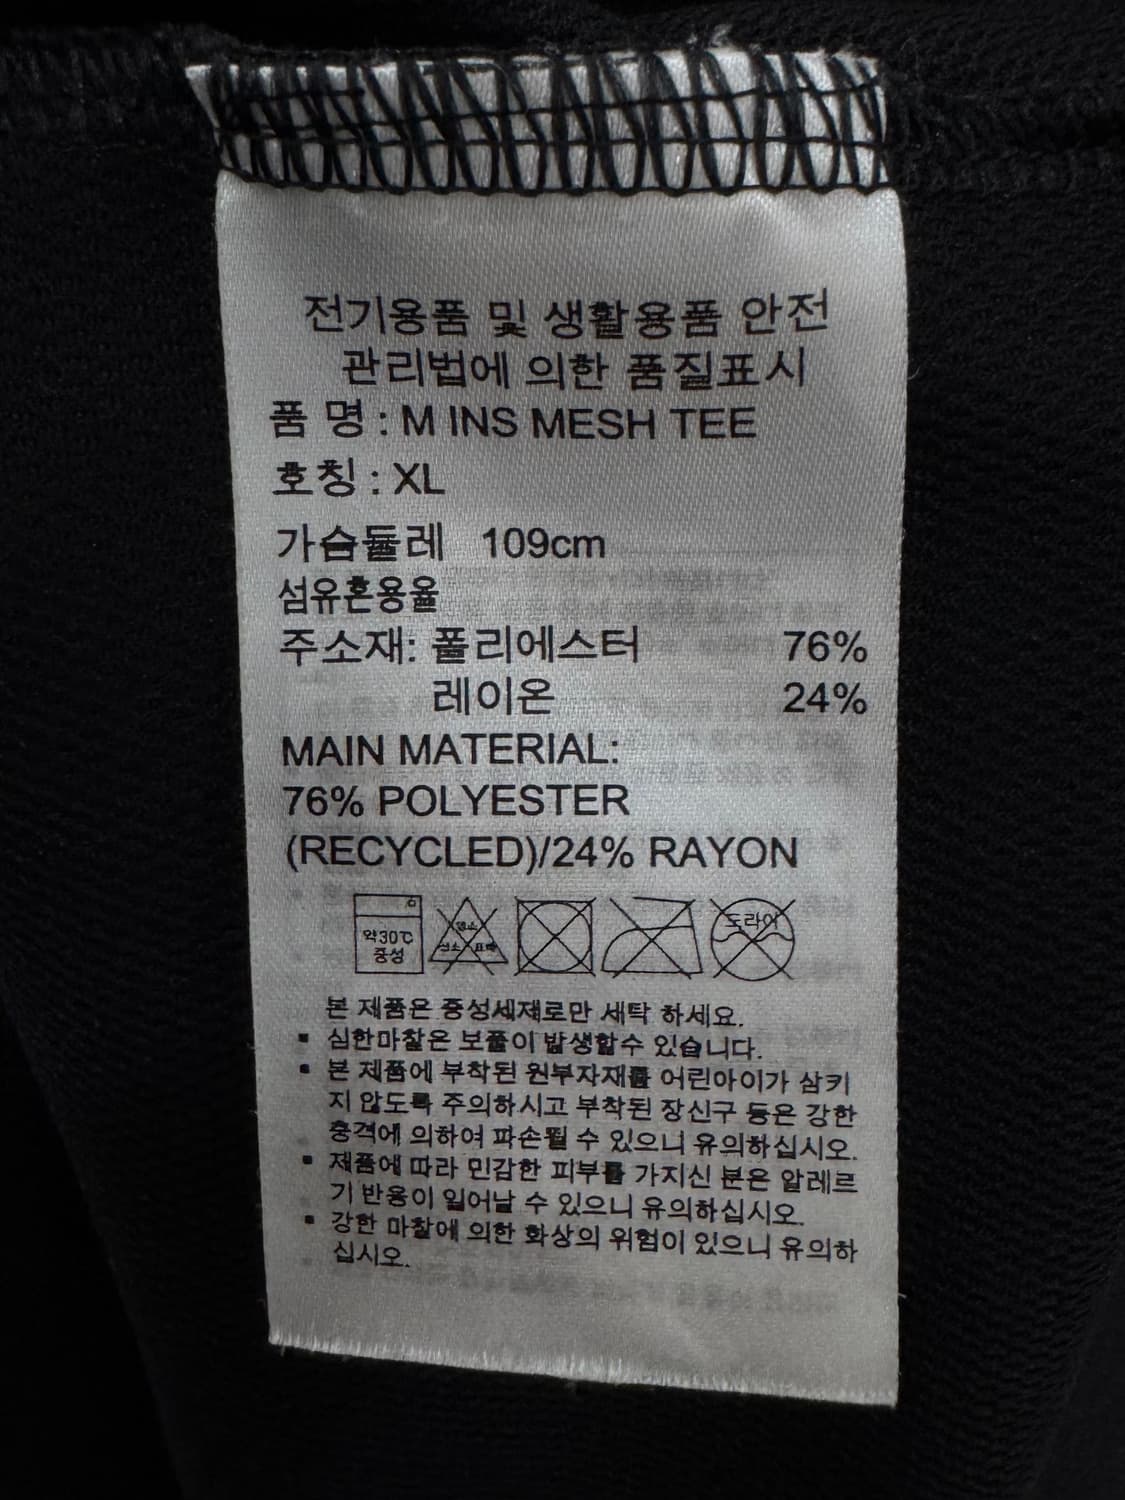 전기용품 및 생활용품 안전
관리법에 의한 품질표시
품 명 : M INS MESH TEE
호칭 : XL
가슴둘레 109cm
섬유혼용율
주소재: 폴리에스터 76%
레이온 24%
MAIN MATERIAL:
76% POLYESTER
(RECYCLED)/24% RAYON
약30℃
중성
염소
산소 표백
드라이
본 제품은 중성세제로만 세탁 하세요.
▪ 심한마찰은 보풀이 발생할수 있습니다.
▪ 본 제품에 부착된 원부자재를 어린아이가 삼키
지 않도록 주의하시고 부착된 장신구 등은 강한
충격에 의하여 파손될 수 있으니 유의하십시오.
▪ 제품에 따라 민감한 피부를 가지신 분은 알레르
기 반응이 일어날 수 있으니 유의하십시오.
▪ 강한 마찰에 의한 화상의 위험이 있으니 유의하
십시오.